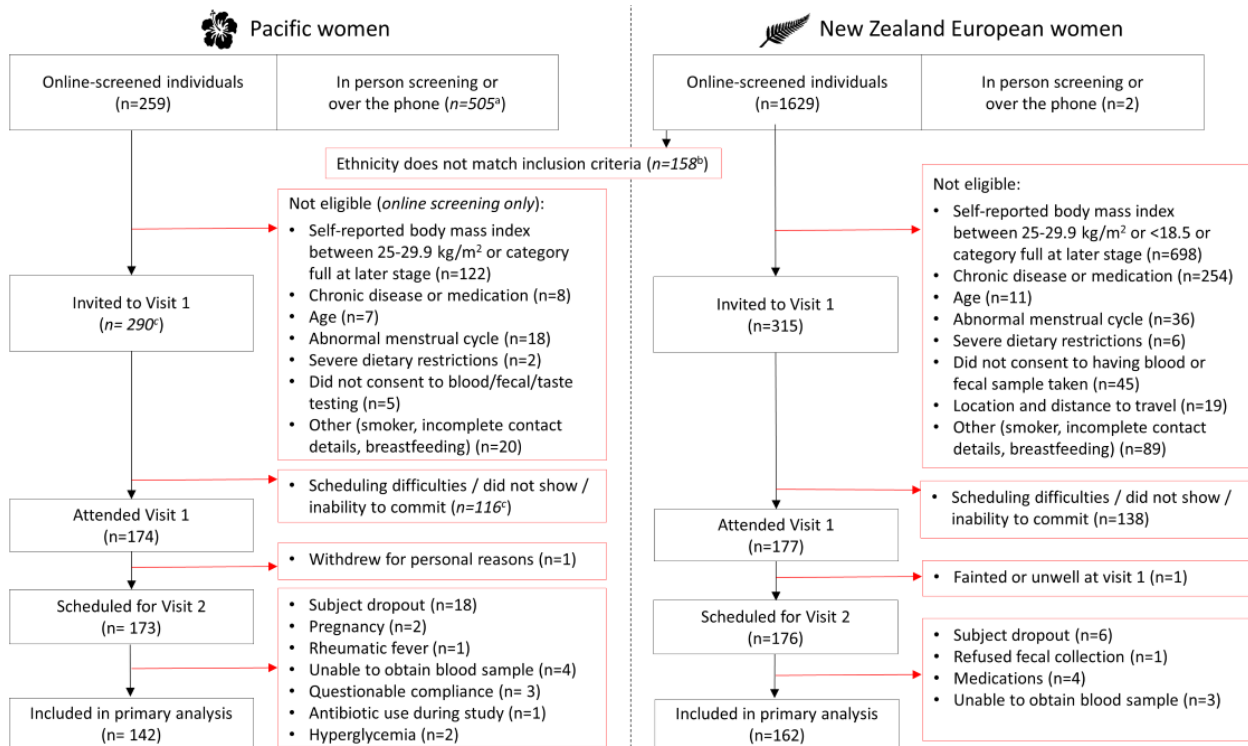 Pacific women
Online-screened individuals
(n=259)
In person screening or
over the phone (n=505ᵃ)
New Zealand European women
Online-screened individuals
(n=1629)
In person screening or
over the phone (n=2)
Ethnicity does not match inclusion criteria (n=158ᵇ)
Not eligible (online screening only):
• Self-reported body mass index
between 25-29.9 kg/m² or category
full at later stage (n=122)
• Chronic disease or medication (n=8)
• Age (n=7)
• Abnormal menstrual cycle (n=18)
• Severe dietary restrictions (n=2)
• Did not consent to blood/fecal/taste
testing (n=5)
• Other (smoker, incomplete contact
details, breastfeeding) (n=20)
Invited to Visit 1
(n= 290ᶜ)
• Scheduling difficulties / did not show /
inability to commit (n=116ᶜ)
Attended Visit 1
(n=174)
• Withdrew for personal reasons (n=1)
Scheduled for Visit 2
(n= 173)
• Subject dropout (n=18)
• Pregnancy (n=2)
• Rheumatic fever (n=1)
• Unable to obtain blood sample (n=4)
• Questionable compliance (n= 3)
• Antibiotic use during study (n=1)
• Hyperglycemia (n=2)
Included in primary analysis
(n= 142)
Not eligible:
• Self-reported body mass index
between 25-29.9 kg/m² or <18.5 or
category full at later stage (n=698)
• Chronic disease or medication (n=254)
• Age (n=11)
• Abnormal menstrual cycle (n=36)
• Severe dietary restrictions (n=6)
• Did not consent to having blood or
fecal sample taken (n=45)
• Location and distance to travel (n=19)
• Other (smoker, incomplete contact
details, breastfeeding) (n=89)
Invited to Visit 1
(n=315)
• Scheduling difficulties / did not show /
inability to commit (n=138)
Attended Visit 1
(n=177)
• Fainted or unwell at visit 1 (n=1)
Scheduled for Visit 2
(n=176)
• Subject dropout (n=6)
• Refused fecal collection (n=1)
• Medications (n=4)
• Unable to obtain blood sample (n=3)
Included in primary analysis
(n=162)